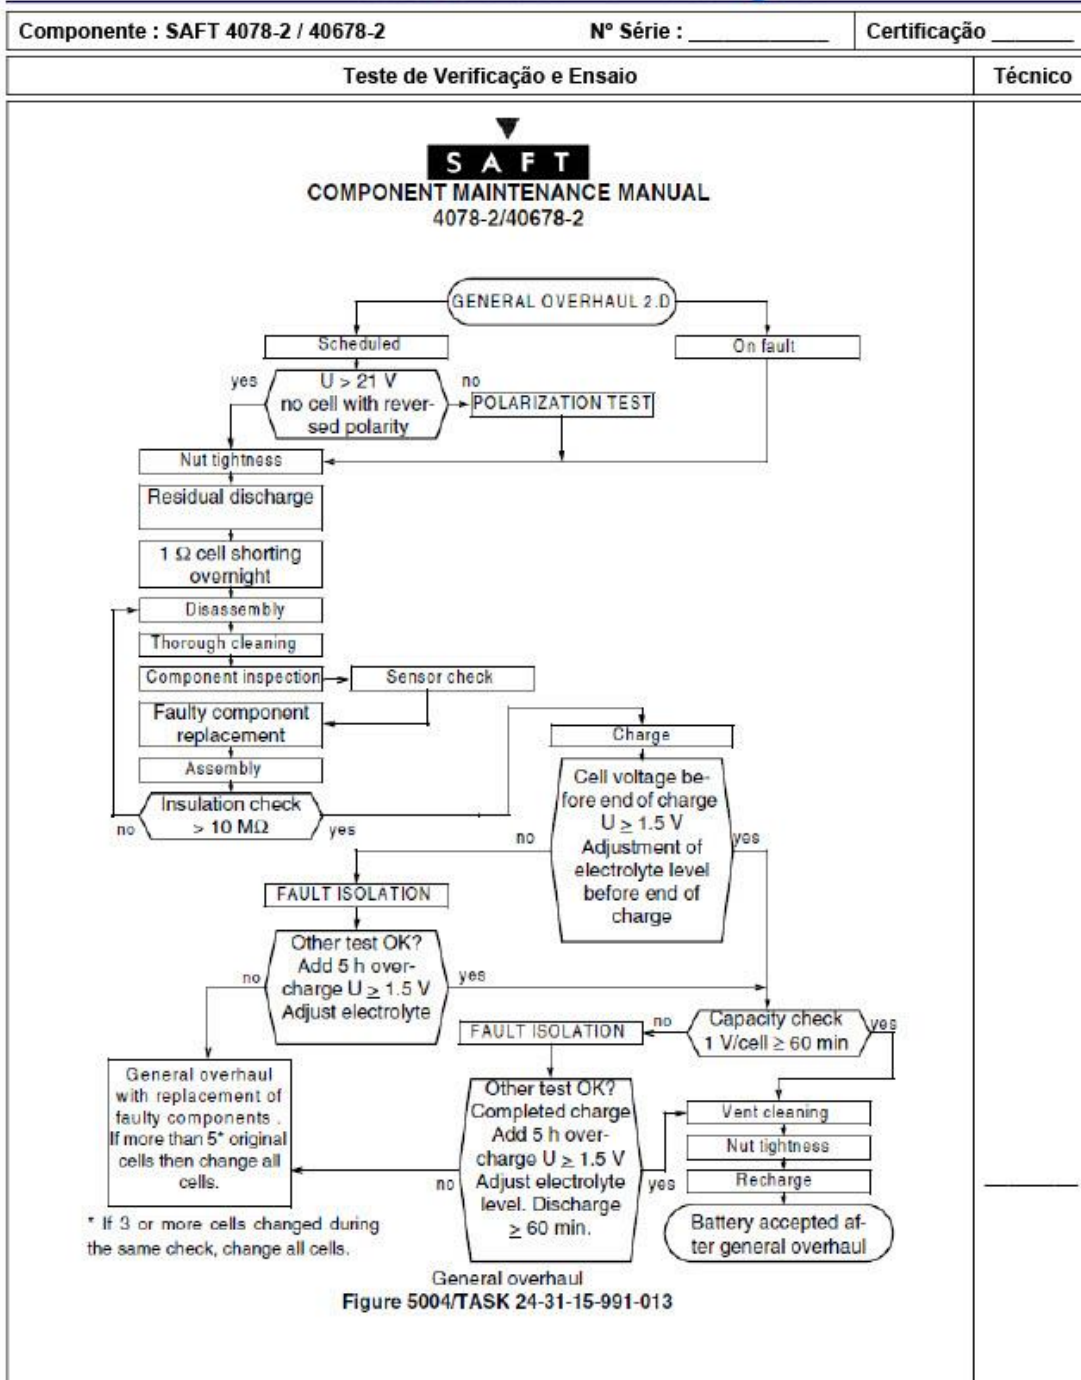 Componente : SAFT 4078-2 / 40678-2
Nº Série : ____________
Certificação _______
Teste de Verificação e Ensaio
Técnico
SAFT
COMPONENT MAINTENANCE MANUAL
4078-2/40678-2
GENERAL OVERHAUL 2.D
Scheduled
On fault
yes
U > 21 V
no cell with rever-
sed polarity
no
POLARIZATION TEST
Nut tightness
Residual discharge
1 Ω cell shorting
overnight
Disassembly
Thorough cleaning
Component inspection
Sensor check
Faulty component
replacement
Assembly
Insulation check
> 10 MΩ
no
yes
Charge
Cell voltage be-
fore end of charge
U ≥ 1.5 V
Adjustment of
electrolyte level
before end of
charge
no
yes
FAULT ISOLATION
Other test OK?
Add 5 h over-
charge U ≥ 1.5 V
Adjust electrolyte
no
yes
Capacity check
1 V/cell ≥ 60 min
no
yes
FAULT ISOLATION
General overhaul
with replacement of
faulty components .
If more than 5* original
cells then change all
cells.
Other test OK?
Completed charge
Add 5 h over-
charge U ≥ 1.5 V
Adjust electrolyte
level. Discharge
≥ 60 min.
no
yes
Vent cleaning
Nut tightness
Recharge
Battery accepted af-
ter general overhaul
* If 3 or more cells changed during
the same check, change all cells.
General overhaul
Figure 5004/TASK 24-31-15-991-013